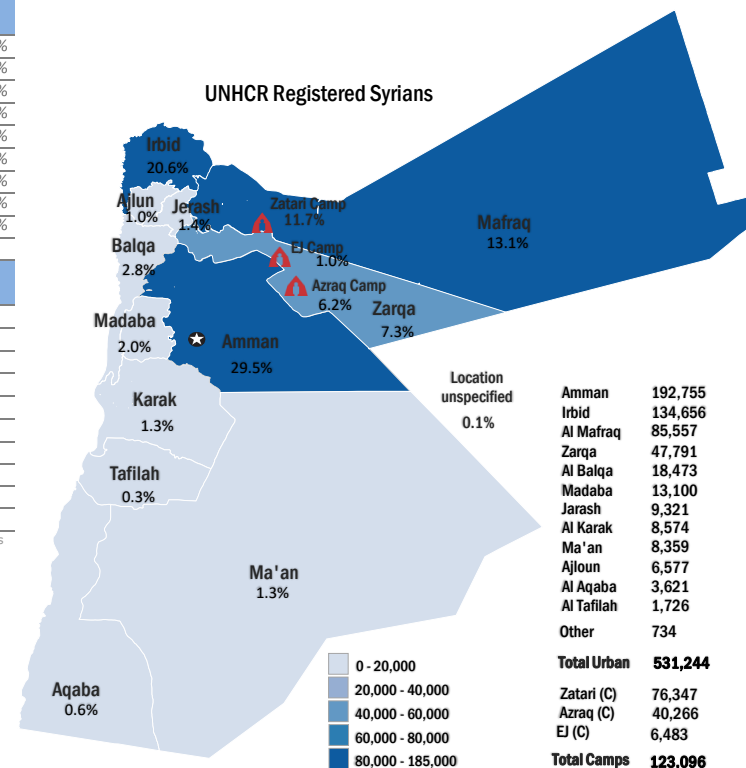 %
%
%
%
%
%
%
%
%
s
UNHCR Registered Syrians
Irbid
20.6%
Ajlun
1.0%
Jerash
1.4%
Zatari Camp
11.7%
Mafraq
13.1%
Balqa
2.8%
EJ Camp
1.0%
Azraq Camp
6.2%
Zarqa
7.3%
Madaba
2.0%
Amman
29.5%
Karak
1.3%
Location
unspecified
0.1%
Tafilah
0.3%
Ma'an
1.3%
Aqaba
0.6%
0 - 20,000
20,000 - 40,000
40,000 - 60,000
60,000 - 80,000
80,000 - 185,000
Amman 192,755
Irbid 134,656
Al Mafraq 85,557
Zarqa 47,791
Al Balqa 18,473
Madaba 13,100
Jarash 9,321
Al Karak 8,574
Ma'an 8,359
Ajloun 6,577
Al Aqaba 3,621
Al Tafilah 1,726
Other 734
Total Urban 531,244
Zatari (C) 76,347
Azraq (C) 40,266
EJ (C) 6,483
Total Camps 123,096